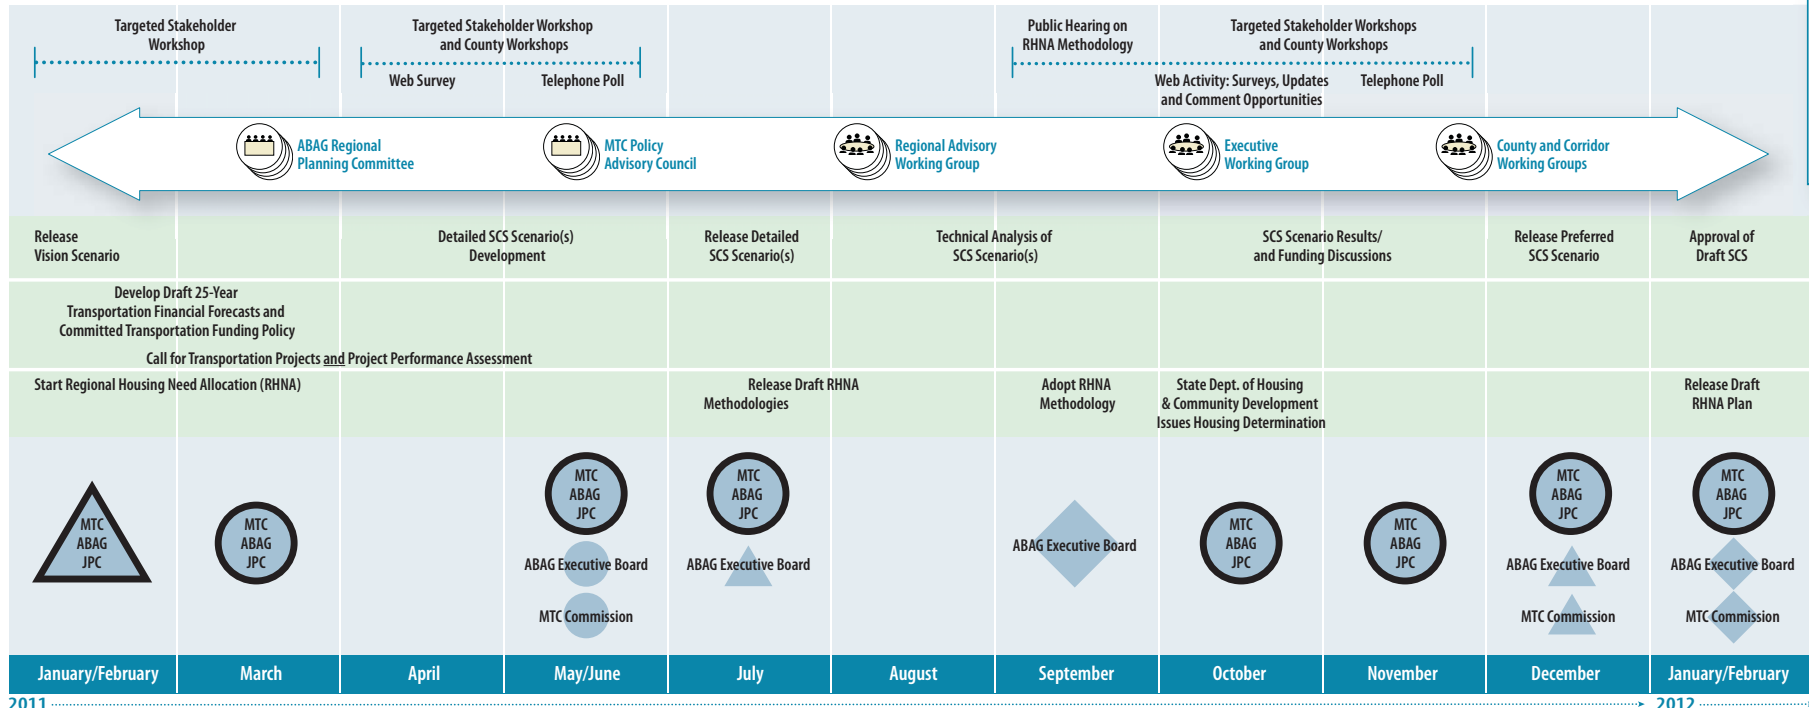 Targeted Stakeholder
Workshop
Targeted Stakeholder Workshop
and County Workshops
Web Survey
Telephone Poll
Public Hearing on
RHNA Methodology
Targeted Stakeholder Workshops
and County Workshops
Web Activity: Surveys, Updates
and Comment Opportunities
Telephone Poll
ABAG Regional
Planning Committee
MTC Policy
Advisory Council
Regional Advisory
Working Group
Executive
Working Group
County and Corridor
Working Groups
Release
Vision Scenario
Detailed SCS Scenario(s)
Development
Release Detailed
SCS Scenario(s)
Technical Analysis of
SCS Scenario(s)
SCS Scenario Results/
and Funding Discussions
Release Preferred
SCS Scenario
Approval of
Draft SCS
Develop Draft 25-Year
Transportation Financial Forecasts and
Committed Transportation Funding Policy
Call for Transportation Projects and Project Performance Assessment
Start Regional Housing Need Allocation (RHNA)
Release Draft RHNA
Methodologies
Adopt RHNA
Methodology
State Dept. of Housing
& Community Development
Issues Housing Determination
Release Draft
RHNA Plan
MTC
ABAG
JPC
MTC
ABAG
JPC
MTC
ABAG
JPC
ABAG Executive Board
MTC Commission
MTC
ABAG
JPC
ABAG Executive Board
ABAG Executive Board
MTC
ABAG
JPC
MTC
ABAG
JPC
MTC
ABAG
JPC
ABAG Executive Board
MTC Commission
MTC
ABAG
JPC
ABAG Executive Board
MTC Commission
January/February
March
April
May/June
July
August
September
October
November
December
January/February
2011
2012